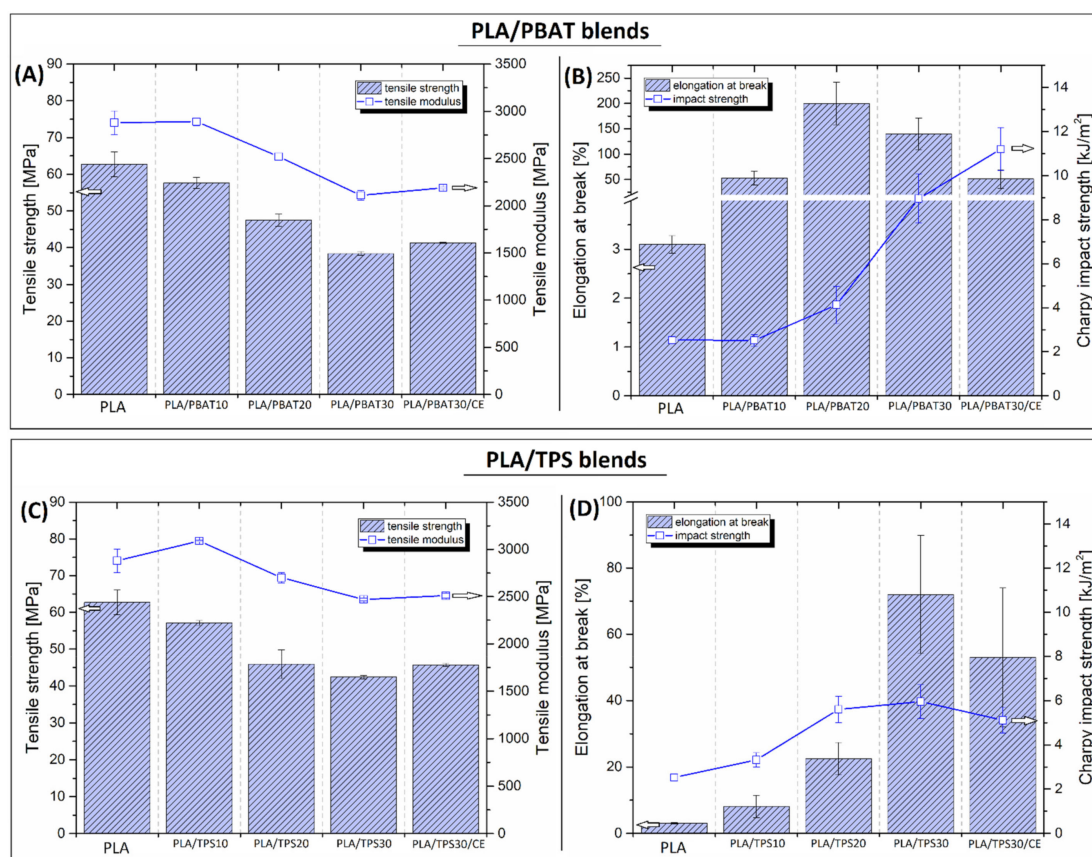 PLA/PBAT blends
(A)
tensile strength
tensile modulus
Tensile strength [MPa]
90
80
70
60
50
40
30
20
10
0
Tensile modulus [MPa]
3500
3000
2500
2000
1500
1000
500
0
PLA PLA/PBAT10 PLA/PBAT20 PLA/PBAT30 PLA/PBAT30/CE
(B)
elongation at break
impact strength
Elongation at break [%]
250
200
150
100
50
3
2
1
0
Charpy impact strength [kJ/m²]
14
12
10
8
6
4
2
0
PLA PLA/PBAT10 PLA/PBAT20 PLA/PBAT30 PLA/PBAT30/CE
PLA/TPS blends
(C)
tensile strength
tensile modulus
Tensile strength [MPa]
90
80
70
60
50
40
30
20
10
0
Tensile modulus [MPa]
3500
3000
2500
2000
1500
1000
500
0
PLA PLA/TPS10 PLA/TPS20 PLA/TPS30 PLA/TPS30/CE
(D)
elongation at break
impact strength
Elongation at break [%]
100
80
60
40
20
0
Charpy impact strength [kJ/m²]
14
12
10
8
6
4
2
0
PLA PLA/TPS10 PLA/TPS20 PLA/TPS30 PLA/TPS30/CE